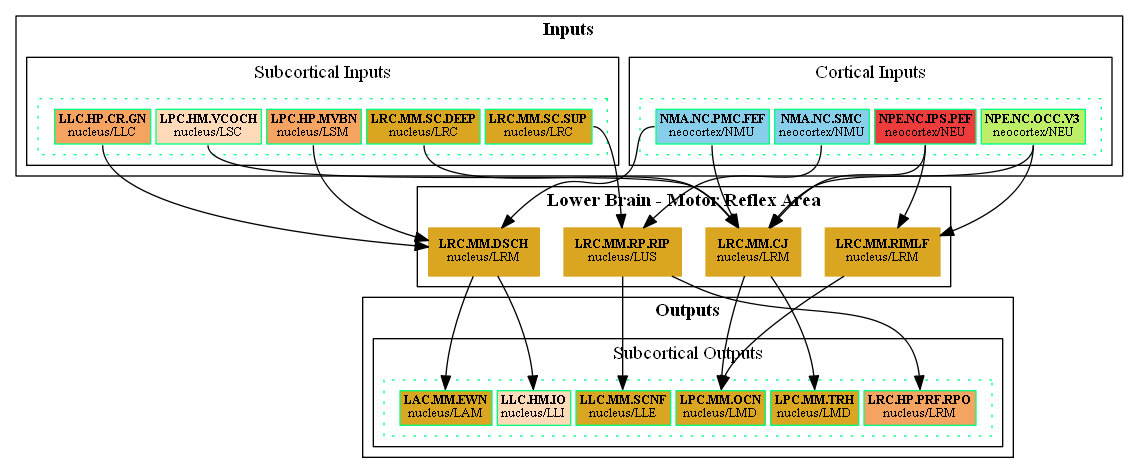 Inputs
Subcortical Inputs
Cortical Inputs
LLC.HP.CR.GN
nucleus/LLC
LPC.HM.VCOCH
nucleus/LSC
LPC.HP.MVBN
nucleus/LSM
LRC.MM.SC.DEEP
nucleus/LRC
LRC.MM.SC.SUP
nucleus/LRC
NMA.NC.PMC.FEF
neocortex/NMU
NMA.NC.SMC
neocortex/NMU
NPE.NC.IPS.PEF
neocortex/NEU
NPE.NC.OCC.V3
neocortex/NEU
Lower Brain - Motor Reflex Area
LRC.MM.DSCH
nucleus/LRM
LRC.MM.RP.RIP
nucleus/LUS
LRC.MM.CJ
nucleus/LRM
LRC.MM.RIMLF
nucleus/LRM
Outputs
Subcortical Outputs
LAC.MM.EWN
nucleus/LAM
LLC.HM.IO
nucleus/LLI
LLC.MM.SCNF
nucleus/LLE
LPC.MM.OCN
nucleus/LMD
LPC.MM.TRH
nucleus/LMD
LRC.HP.PRF.RPO
nucleus/LRM